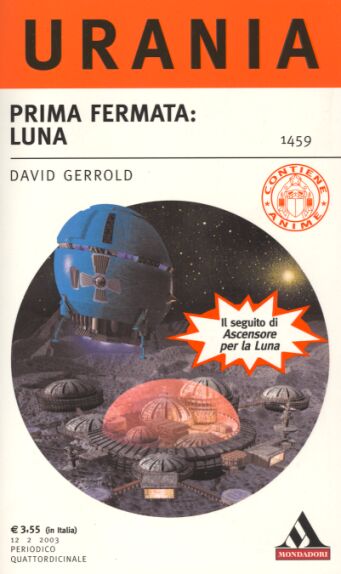 URANIA
PRIMA FERMATA:
LUNA
1459
DAVID GERROLD
CONTIENE
ANIME
Il seguito di
Ascensore
per la Luna
€ 3,55 (in Italia)
12 2 2003
PERIODICO
QUATTORDICINALE
MONDADORI